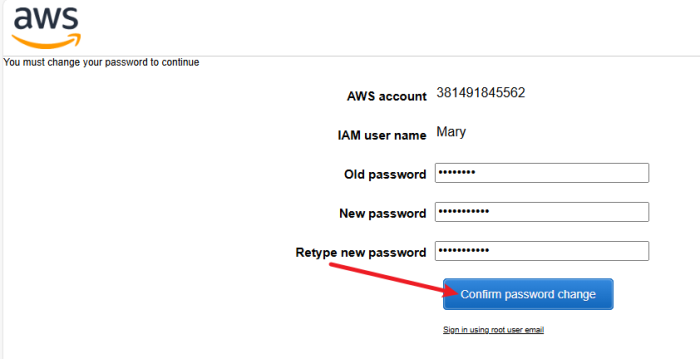 aws
You must change your password to continue
AWS account 381491845562
IAM user name Mary
Old password ••••••••
New password •••••••••••
Retype new password •••••••••••
Confirm password change
Sign in using root user email